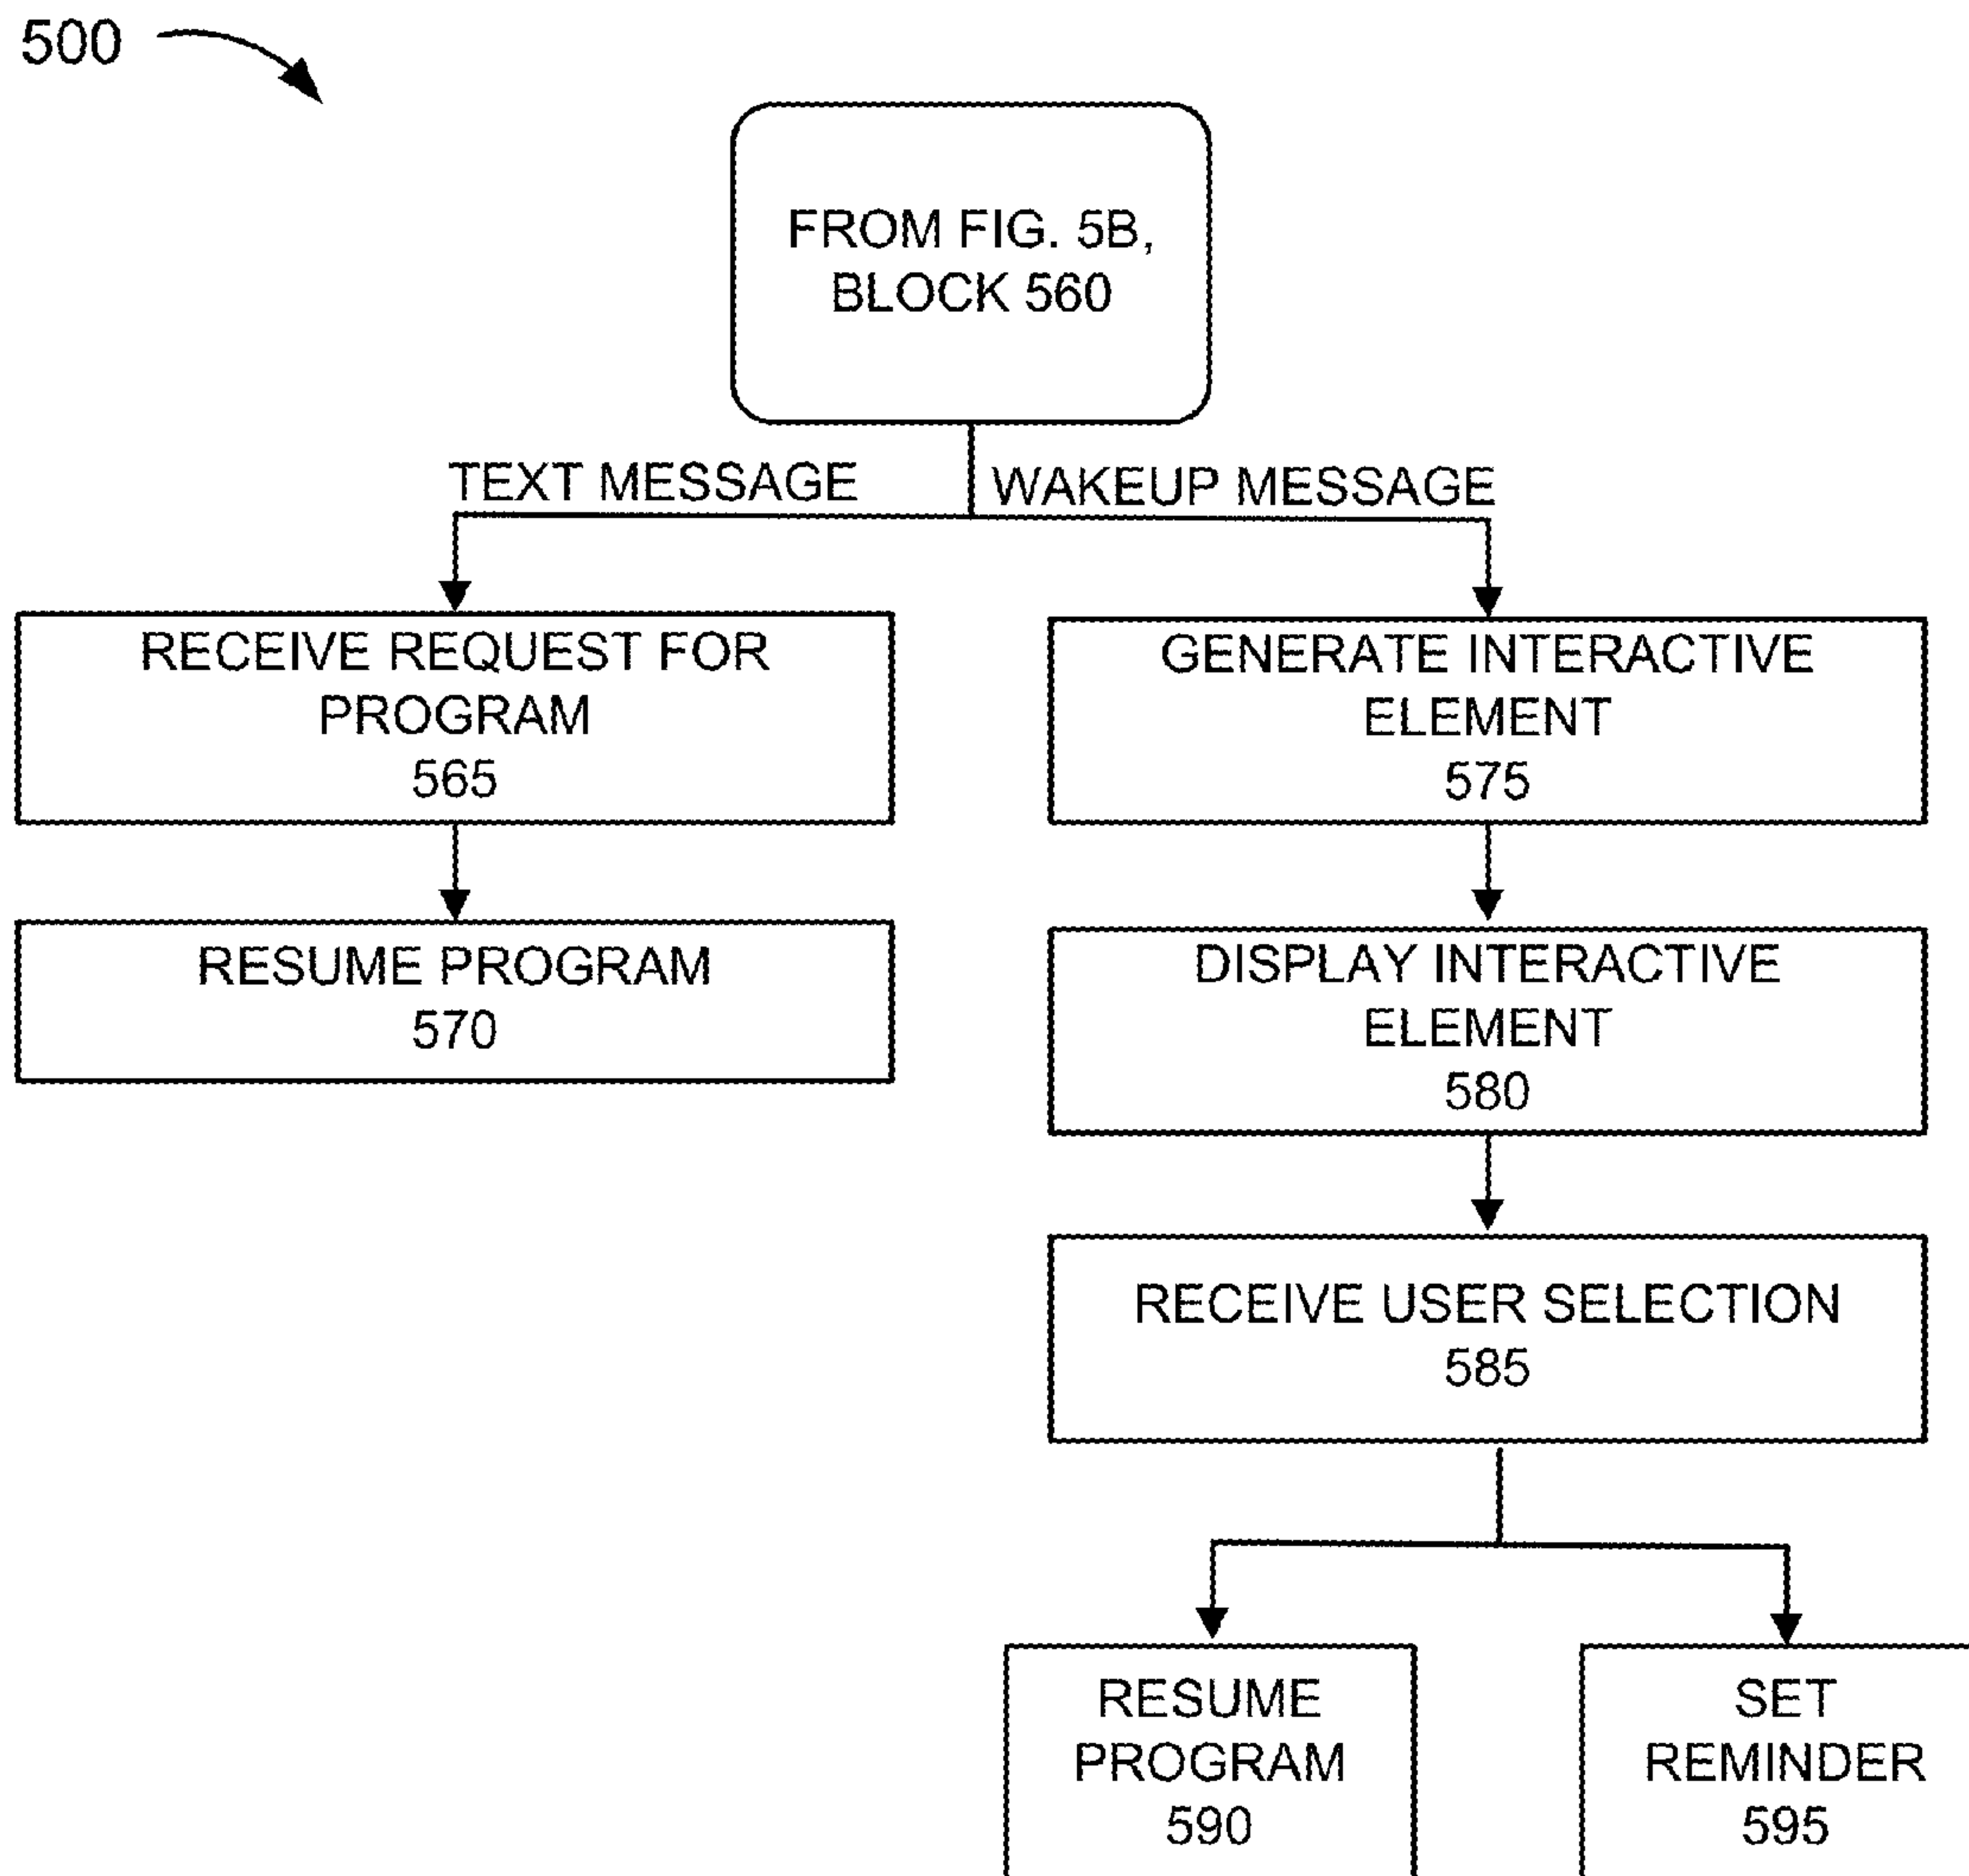 500
FROM FIG. 5B,
BLOCK 560
TEXT MESSAGE
WAKEUP MESSAGE
RECEIVE REQUEST FOR
PROGRAM
565
RESUME PROGRAM
570
GENERATE INTERACTIVE
ELEMENT
575
DISPLAY INTERACTIVE
ELEMENT
580
RECEIVE USER SELECTION
585
RESUME
PROGRAM
590
SET
REMINDER
595